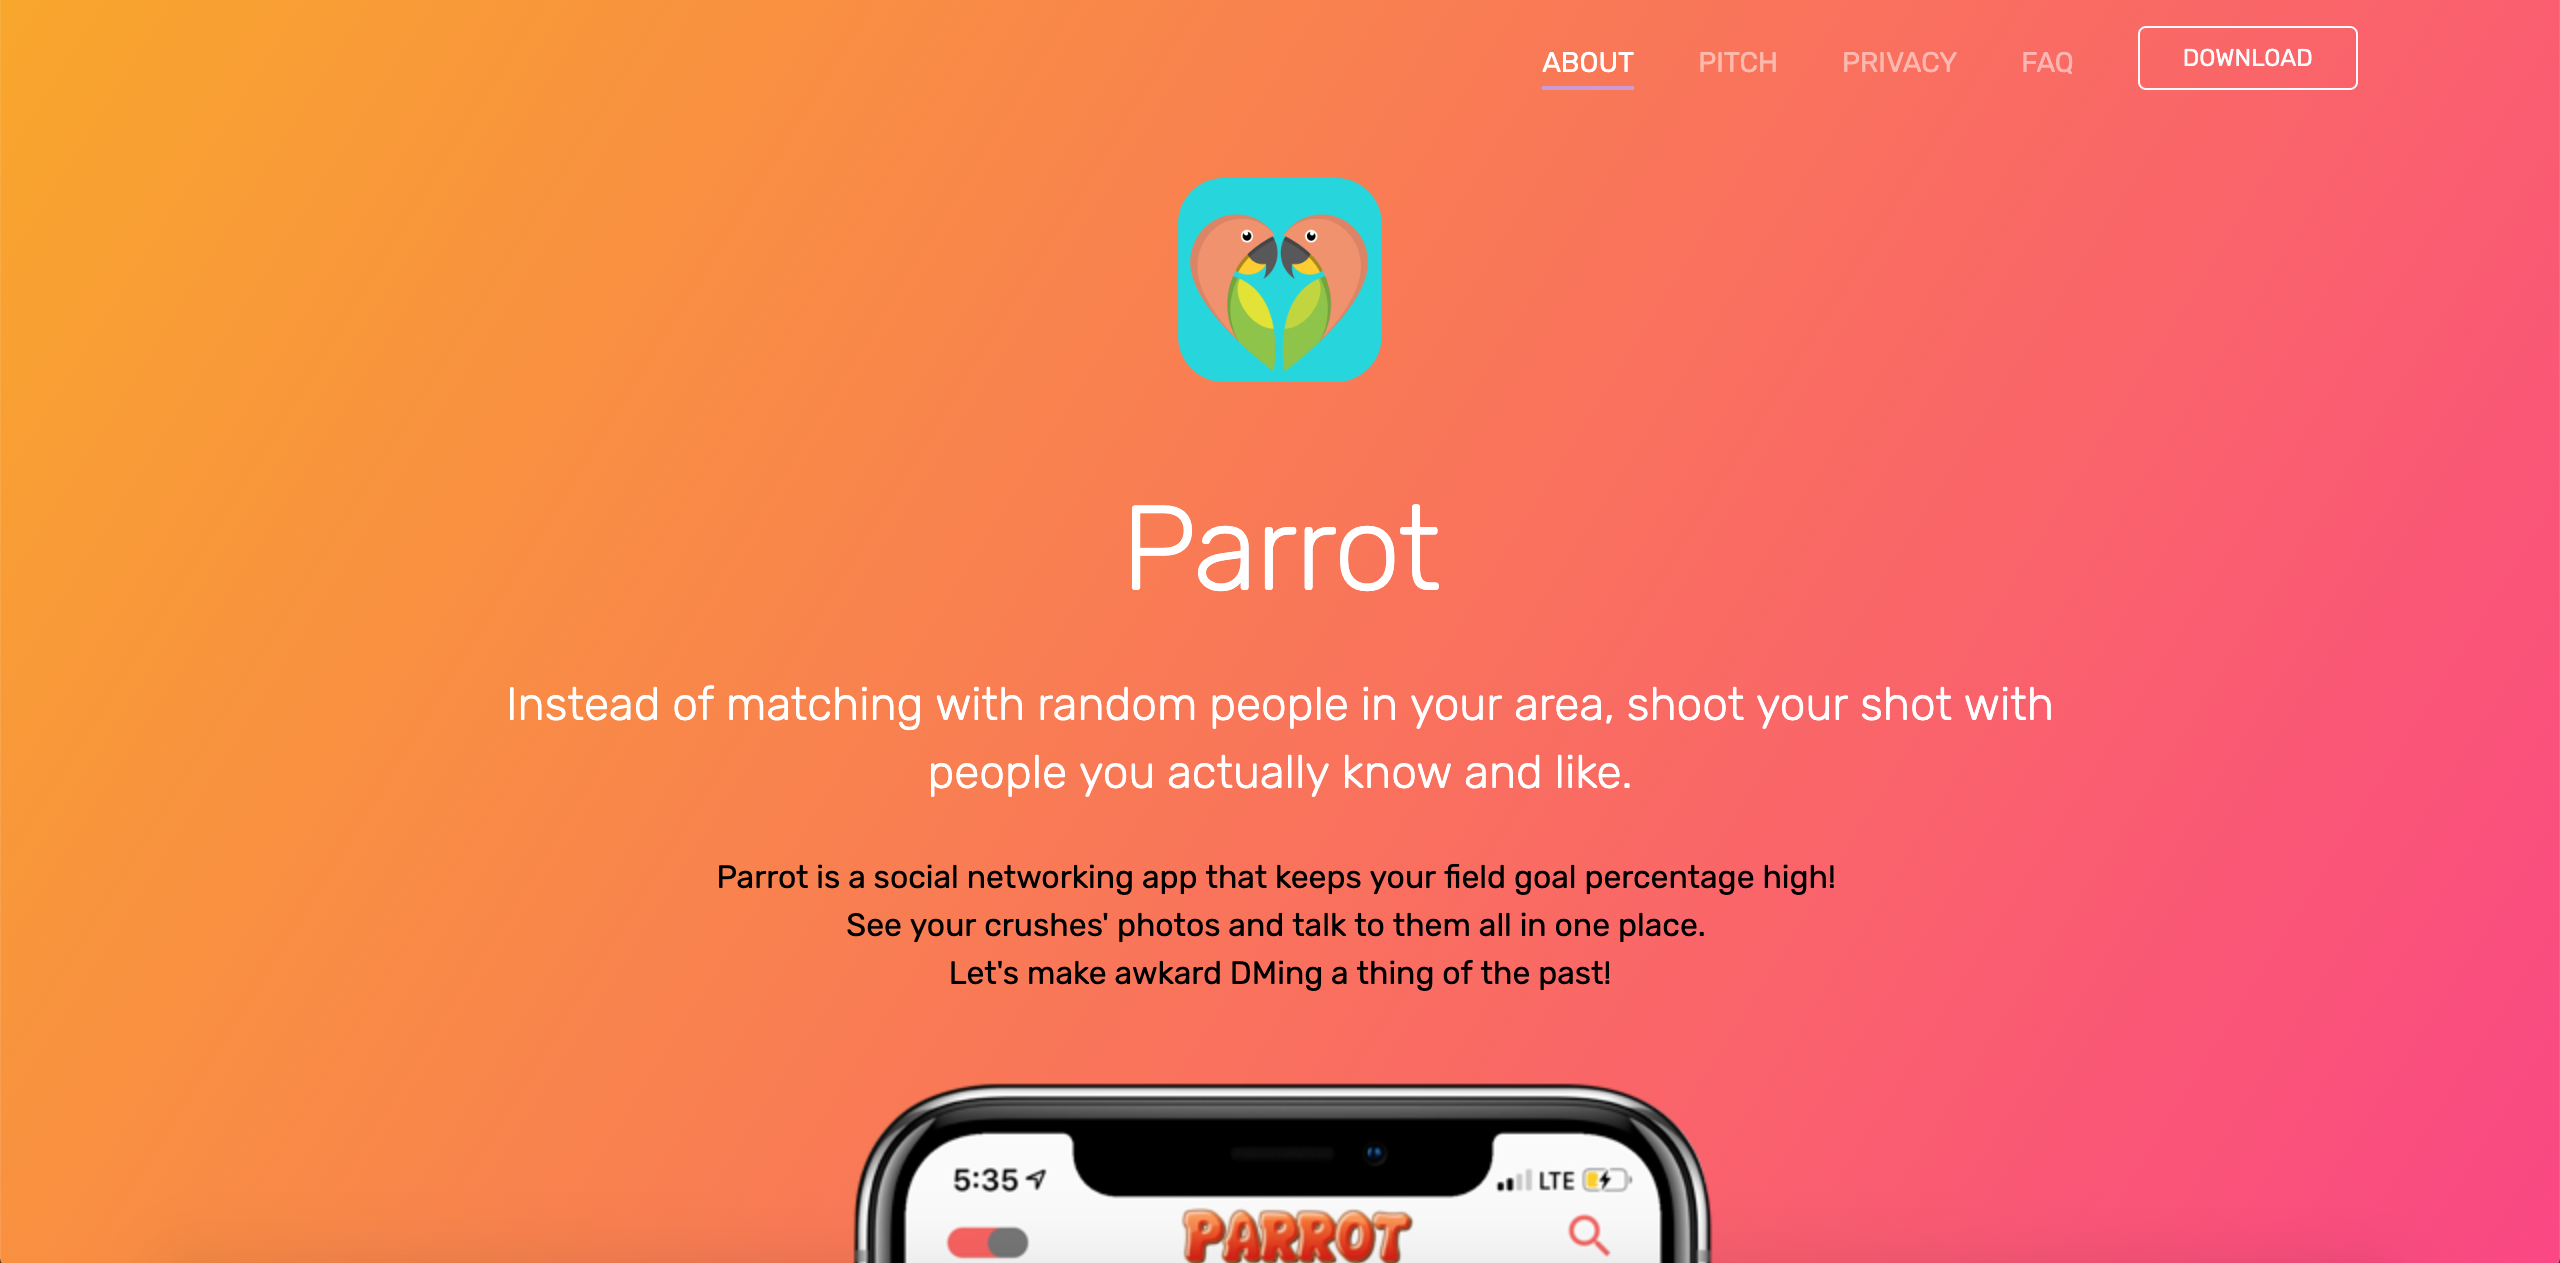 ABOUT PITCH PRIVACY FAQ DOWNLOAD
Parrot
Instead of matching with random people in your area, shoot your shot with
people you actually know and like.
Parrot is a social networking app that keeps your field goal percentage high!
See your crushes' photos and talk to them all in one place.
Let's make awkard DMing a thing of the past!
5:35 LTE
PARROT